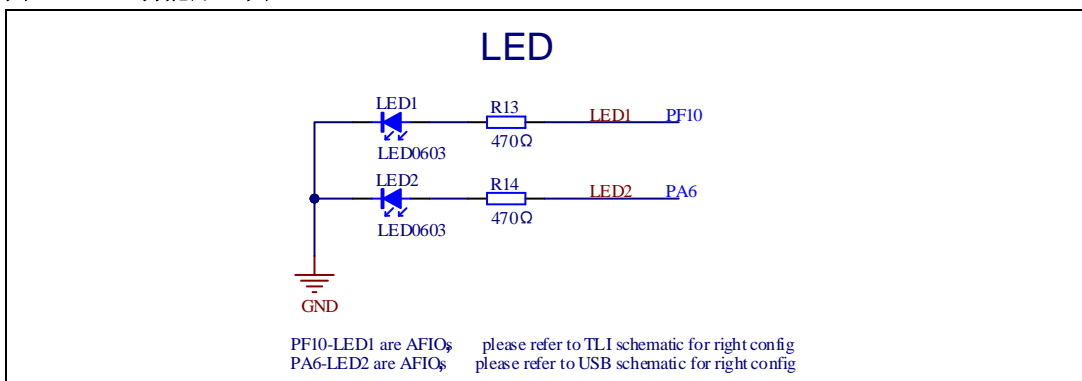 LED
LED1
R13
LED1
PF10
470Ω
LED0603
LED2
R14
LED2
PA6
470Ω
LED0603
GND
PF10-LED1 are AFIOs, please refer to TLI schematic for right config
PA6-LED2 are AFIOs, please refer to USB schematic for right config